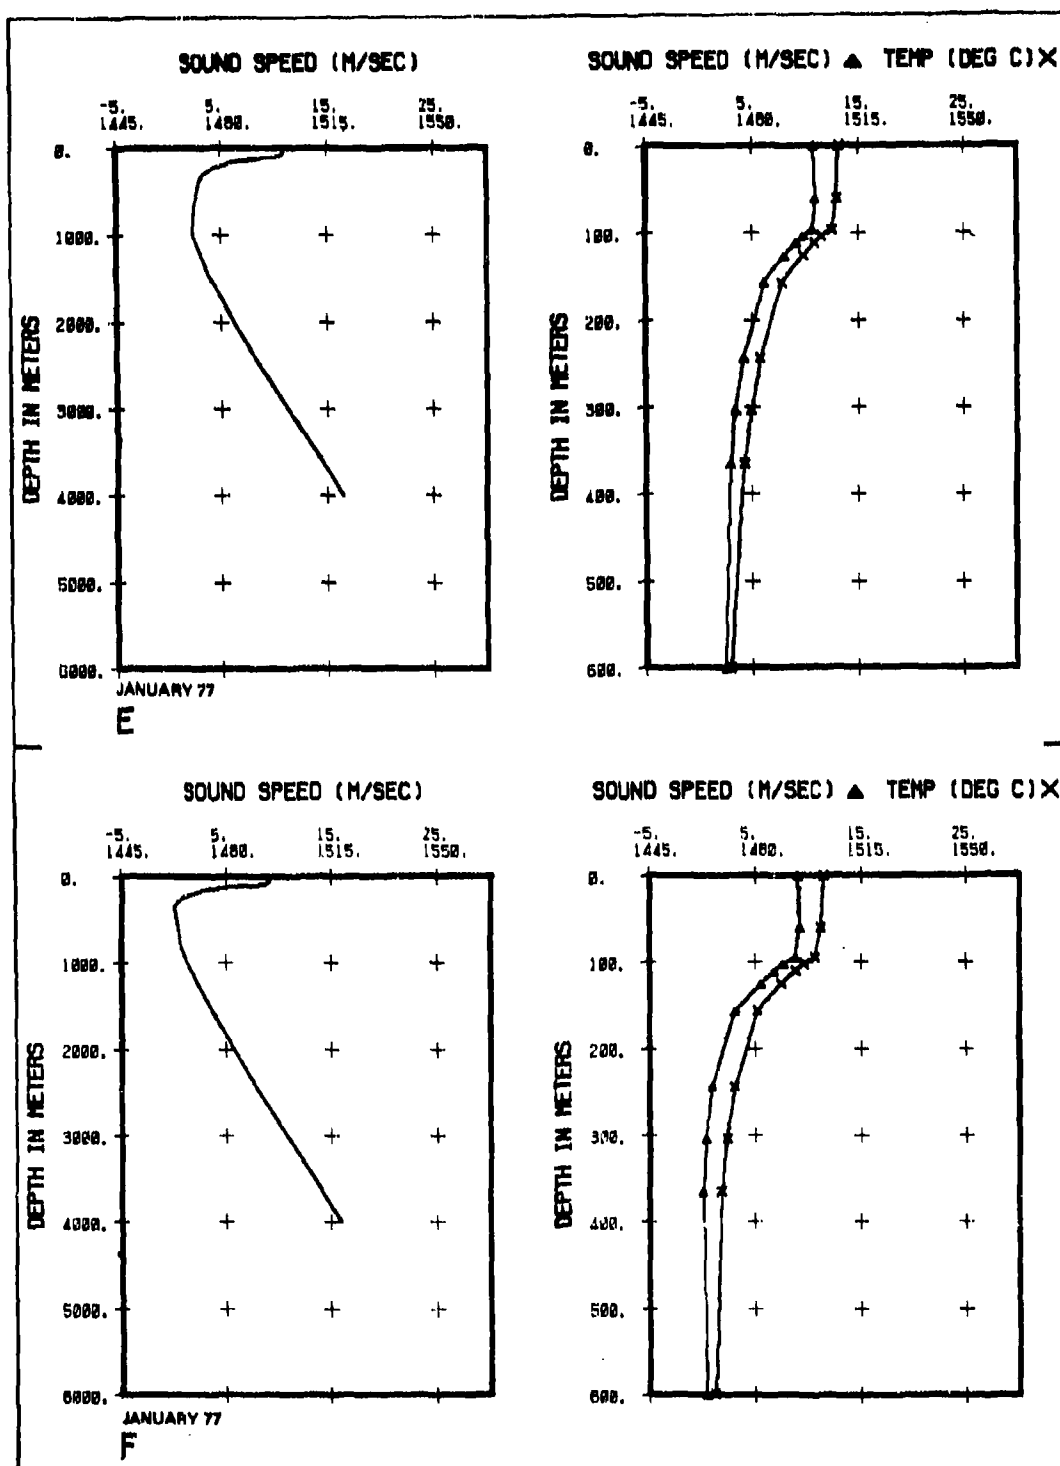 SOUND SPEED (M/SEC)
-5. 5. 15. 25.
1445. 1480. 1515. 1550.
0.
1000.
2000.
3000.
4000.
5000.
6000.
DEPTH IN METERS
JANUARY 77
E
SOUND SPEED (M/SEC) ▲ TEMP (DEG C) X
-5. 5. 15. 25.
1445. 1480. 1515. 1550.
0.
100.
200.
300.
400.
500.
600.
DEPTH IN METERS
SOUND SPEED (M/SEC)
-5. 5. 15. 25.
1445. 1480. 1515. 1550.
0.
1000.
2000.
3000.
4000.
5000.
6000.
DEPTH IN METERS
JANUARY 77
F
SOUND SPEED (M/SEC) ▲ TEMP (DEG C) X
-5. 5. 15. 25.
1445. 1480. 1515. 1550.
0.
100.
200.
300.
400.
500.
600.
DEPTH IN METERS